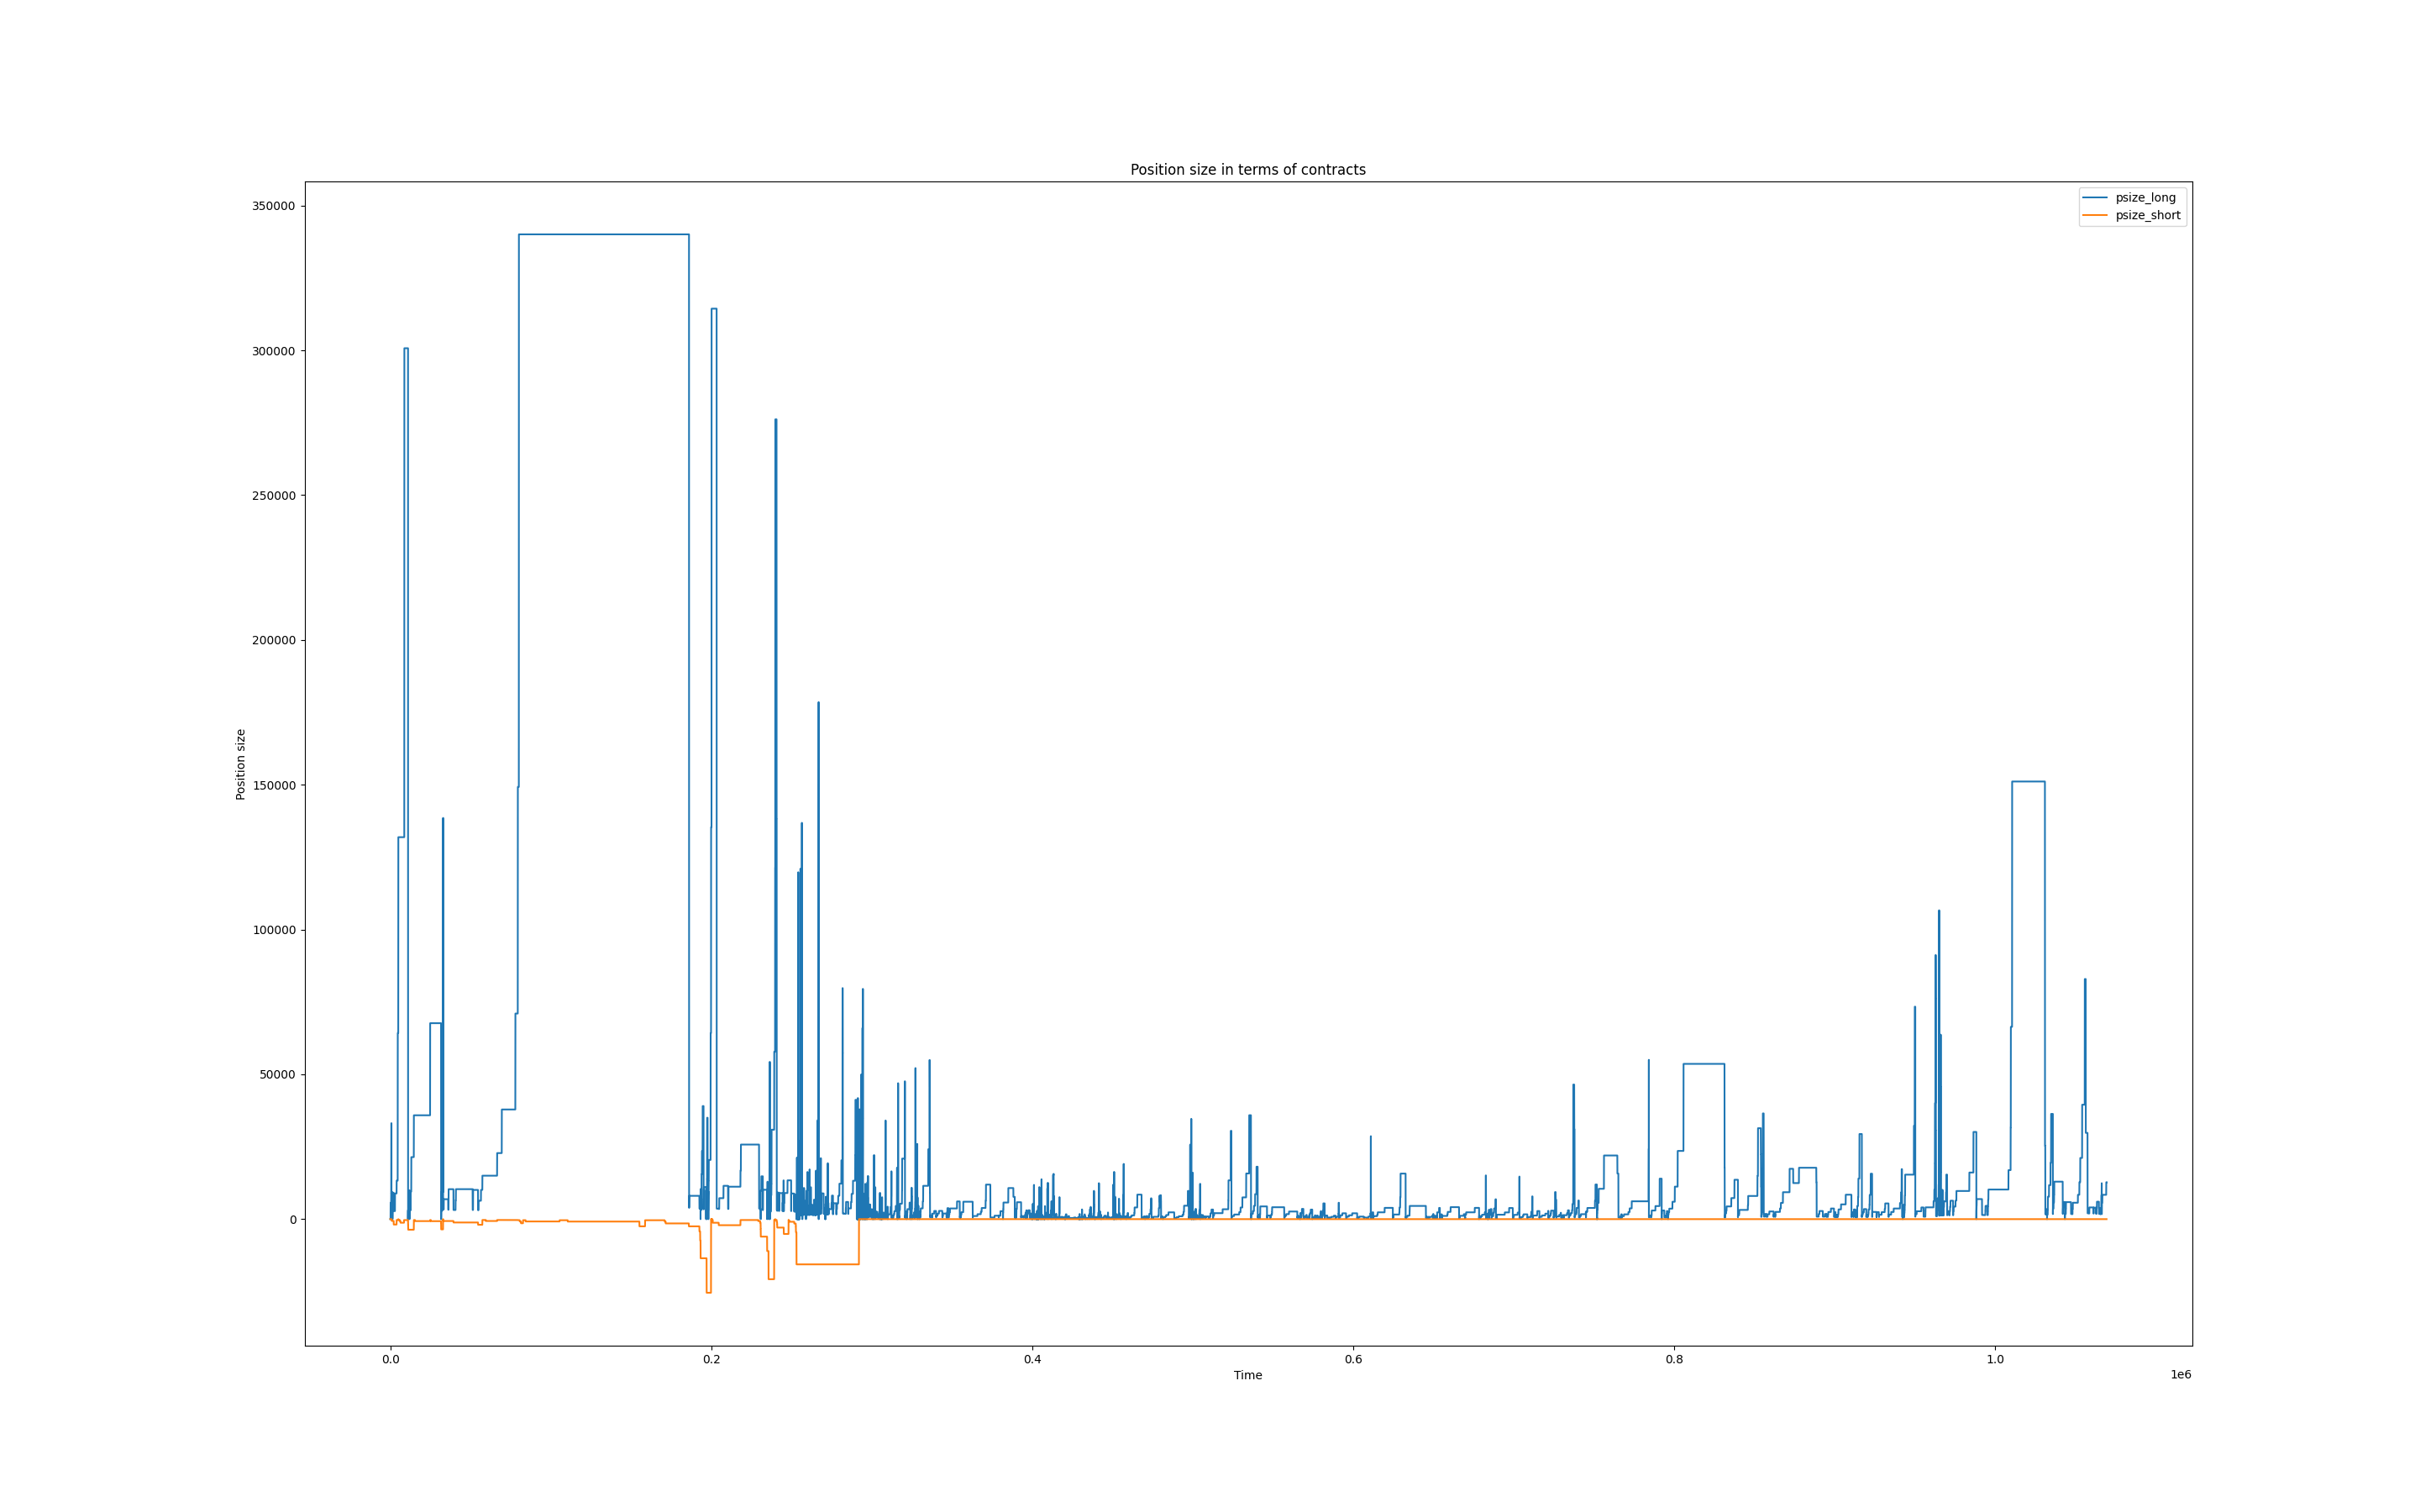 Position size in terms of contracts
psize_long
psize_short
350000
300000
250000
200000
150000
100000
50000
0
Position size
0.0
0.2
0.4
0.6
0.8
1.0
Time
1e6